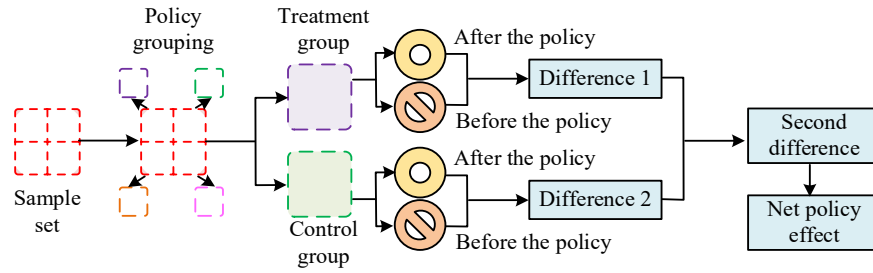 Policy
grouping
Treatment
group
After the policy
Difference 1
Before the policy
Sample
set
Second
difference
After the policy
Difference 2
Before the policy
Control
group
Net policy
effect